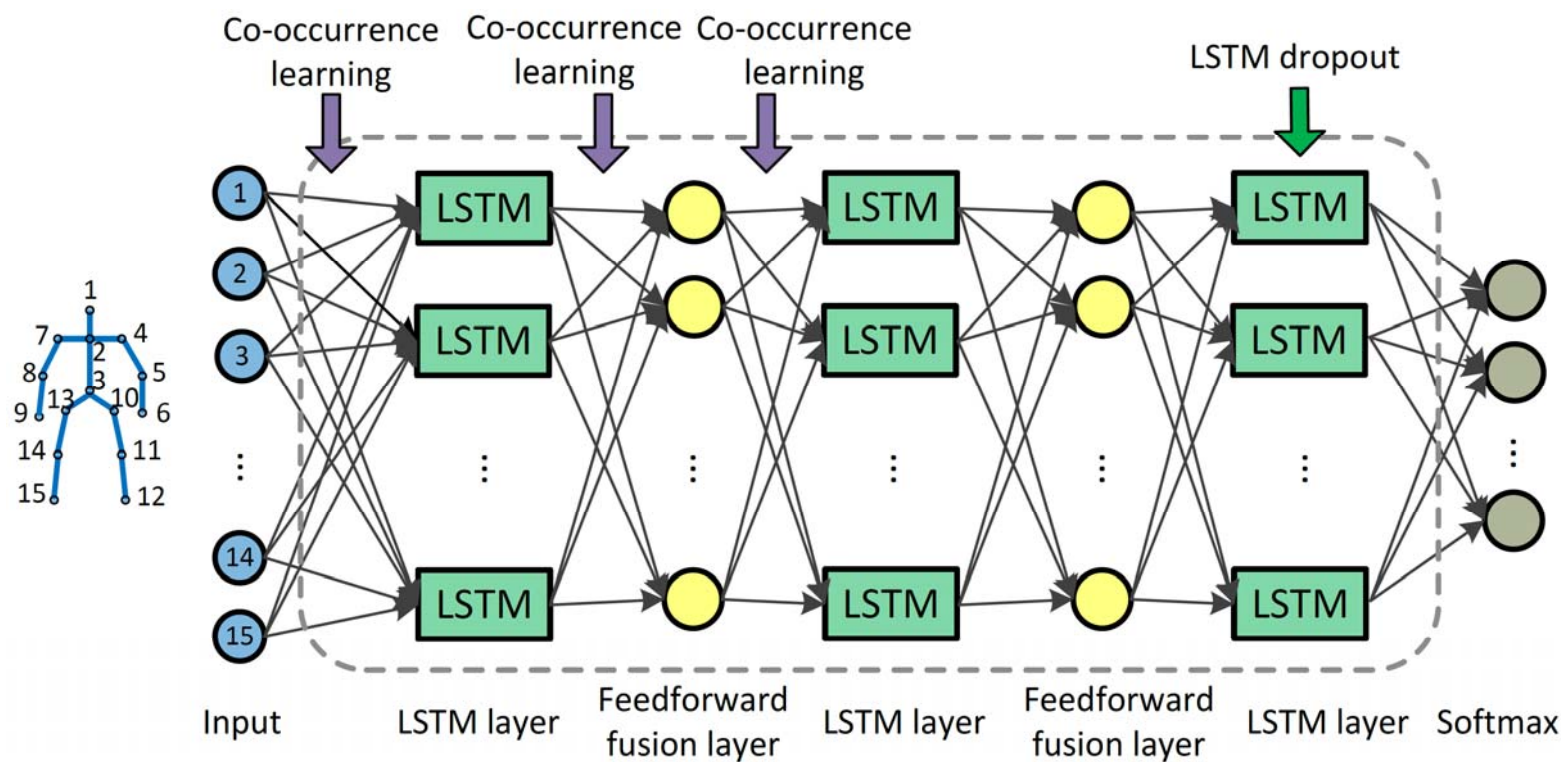 Co-occurrence learning
Co-occurrence learning
Co-occurrence learning
LSTM dropout
1
2
3
⋮
14
15
1
7 4
2
8 5
3
9 13 10 6
14 11
15 12
LSTM LSTM LSTM
LSTM LSTM LSTM
⋮ ⋮ ⋮ ⋮ ⋮ ⋮
LSTM LSTM LSTM
Input
LSTM layer
Feedforward
fusion layer
LSTM layer
Feedforward
fusion layer
LSTM layer
Softmax